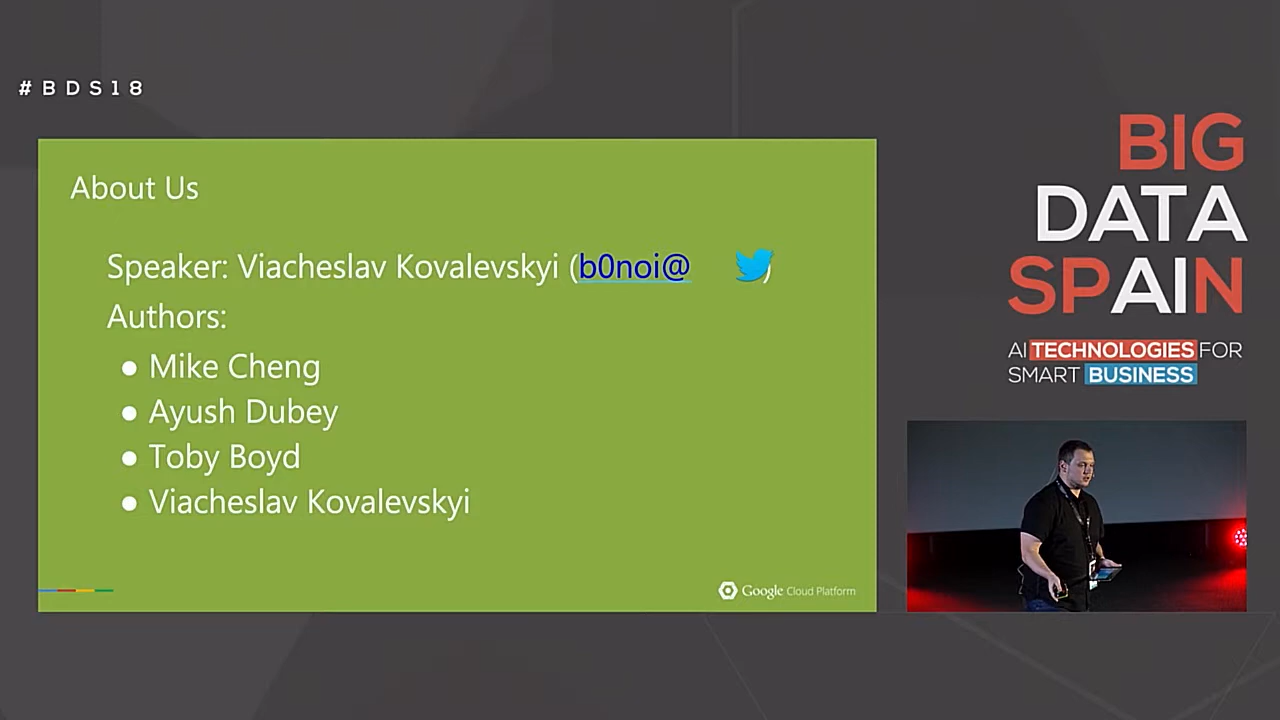 #BDS18
About Us
Speaker: Viacheslav Kovalevskyi (b0noi@ )
Authors:
● Mike Cheng
● Ayush Dubey
● Toby Boyd
● Viacheslav Kovalevskyi
Google Cloud Platform
BIG
DATA
SPAIN
AI TECHNOLOGIES FOR
SMART BUSINESS